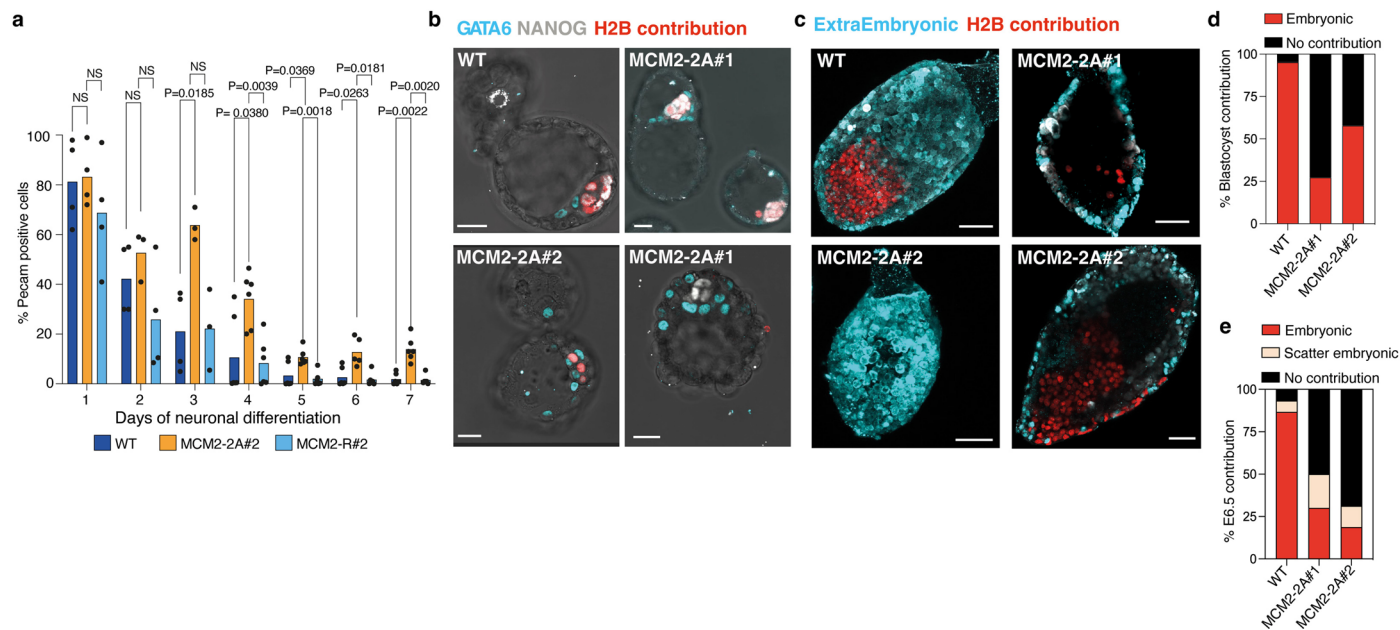 a
NS
NS
NS
NS
NS
P=0.0185
P=0.0039
P= 0.0380
P=0.0369
P=0.0018
P=0.0181
P=0.0263
P=0.0020
P=0.0022
100
80
60
40
20
0
% Pecam positive cells
1 2 3 4 5 6 7
Days of neuronal differentiation
WT MCM2-2A#2 MCM2-R#2
b
GATA6 NANOG H2B contribution
WT
MCM2-2A#1
MCM2-2A#2
MCM2-2A#1
c
ExtraEmbryonic H2B contribution
WT
MCM2-2A#1
MCM2-2A#2
MCM2-2A#2
d
Embryonic
No contribution
100
75
50
25
0
% Blastocyst contribution
WT
MCM2-2A#1
MCM2-2A#2
e
Embryonic
Scatter embryonic
No contribution
100
75
50
25
0
% E6.5 contribution
WT
MCM2-2A#1
MCM2-2A#2